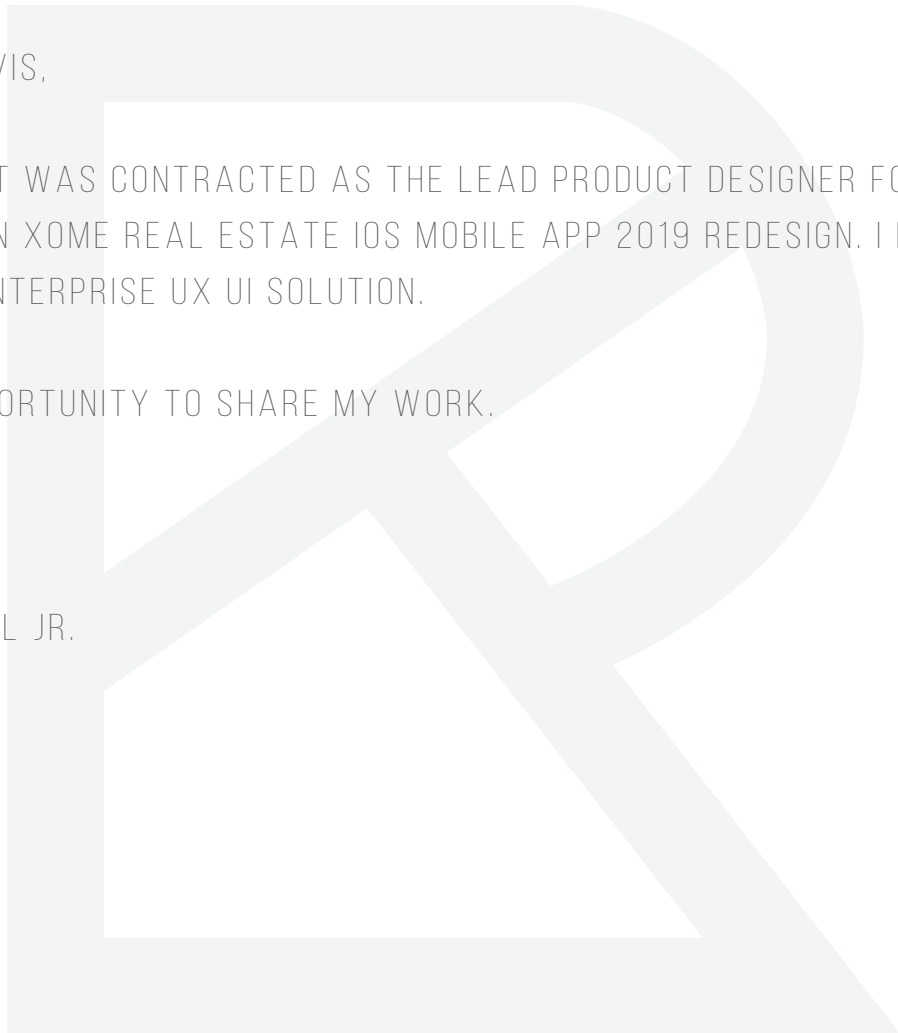 VIS,
T WAS CONTRACTED AS THE LEAD PRODUCT DESIGNER FO
N XOME REAL ESTATE IOS MOBILE APP 2019 REDESIGN. I
NTERPRISE UX UI SOLUTION.
ORTUNITY TO SHARE MY WORK.
L JR.